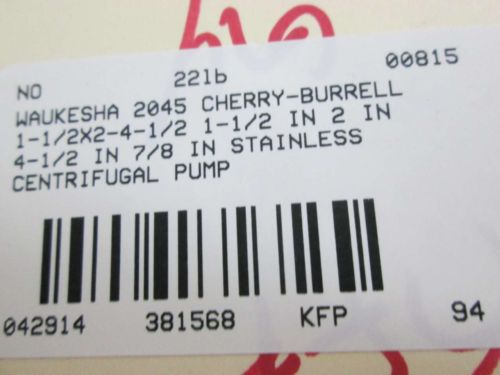 NO 22lb 00815
WAUKESHA 2045 CHERRY-BURRELL
1-1/2X2-4-1/2 1-1/2 IN 2 IN
4-1/2 IN 7/8 IN STAINLESS
CENTRIFUGAL PUMP
042914 381568 KFP 94